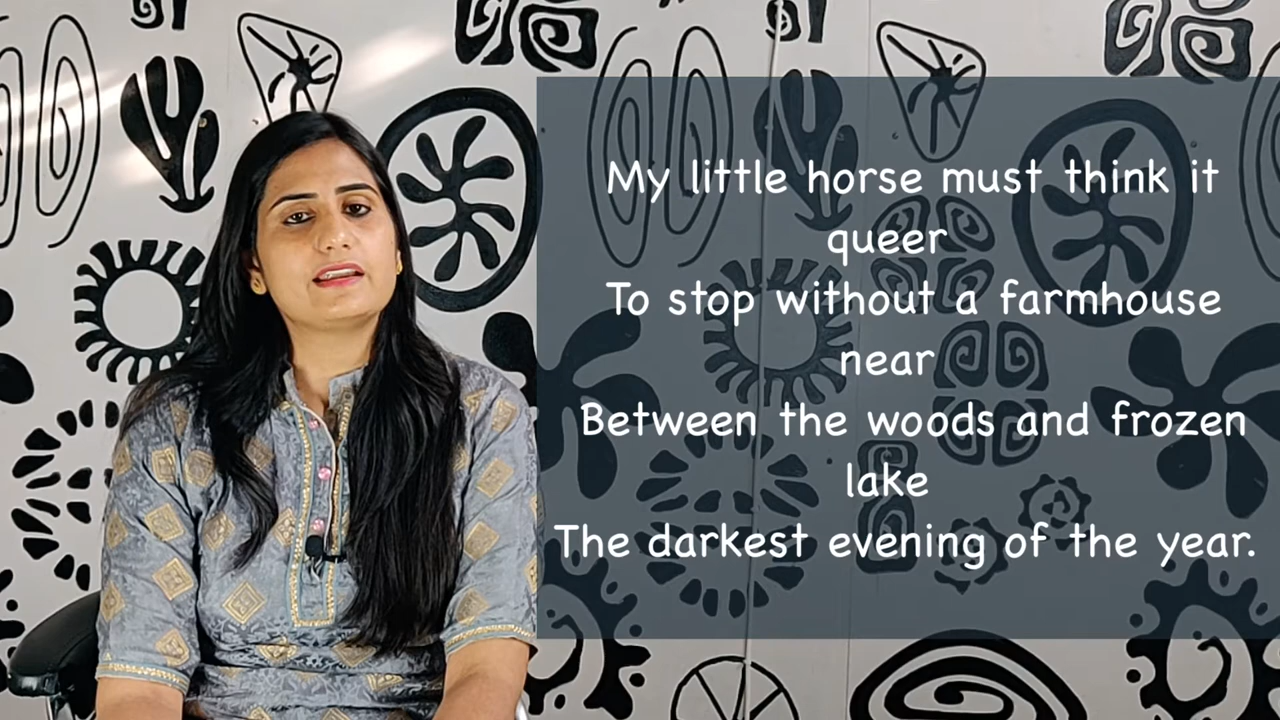 My little horse must think it
queer
To stop without a farmhouse
near
Between the woods and frozen
lake
The darkest evening of the year.